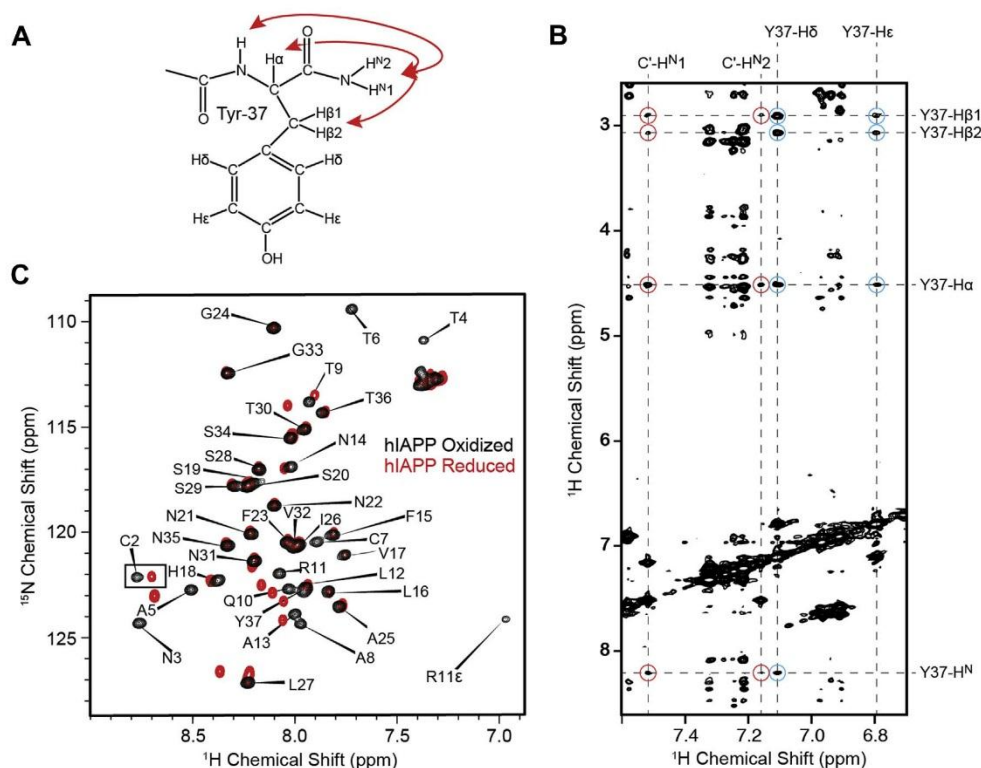 A
H
O
Hα
Hᴺ2
N
C
N
Hᴺ1
C
C
Hβ1
O
Tyr-37
C
Hβ2
Hδ
C
Hδ
C
C
C
C
Hε
C
Hε
OH
B
Y37-Hδ
Y37-Hε
C'-Hᴺ1
C'-Hᴺ2
Y37-Hβ1
Y37-Hβ2
Y37-Hα
Y37-Hᴺ
3
4
5
6
7
8
¹H Chemical Shift (ppm)
7.4
7.2
7.0
6.8
¹H Chemical Shift (ppm)
C
110
115
120
125
¹⁵N Chemical Shift (ppm)
G24
T6
T4
G33
T9
T30
T36
S34
N14
hIAPP Oxidized
hIAPP Reduced
S28
S19
S20
S29
N22
N21
F23
V32
I26
F15
N35
C7
C2
N31
V17
R11
H18
L12
Q10
L16
A5
Y37
A25
A13
N3
A8
R11ε
L27
8.5
8.0
7.5
7.0
¹H Chemical Shift (ppm)